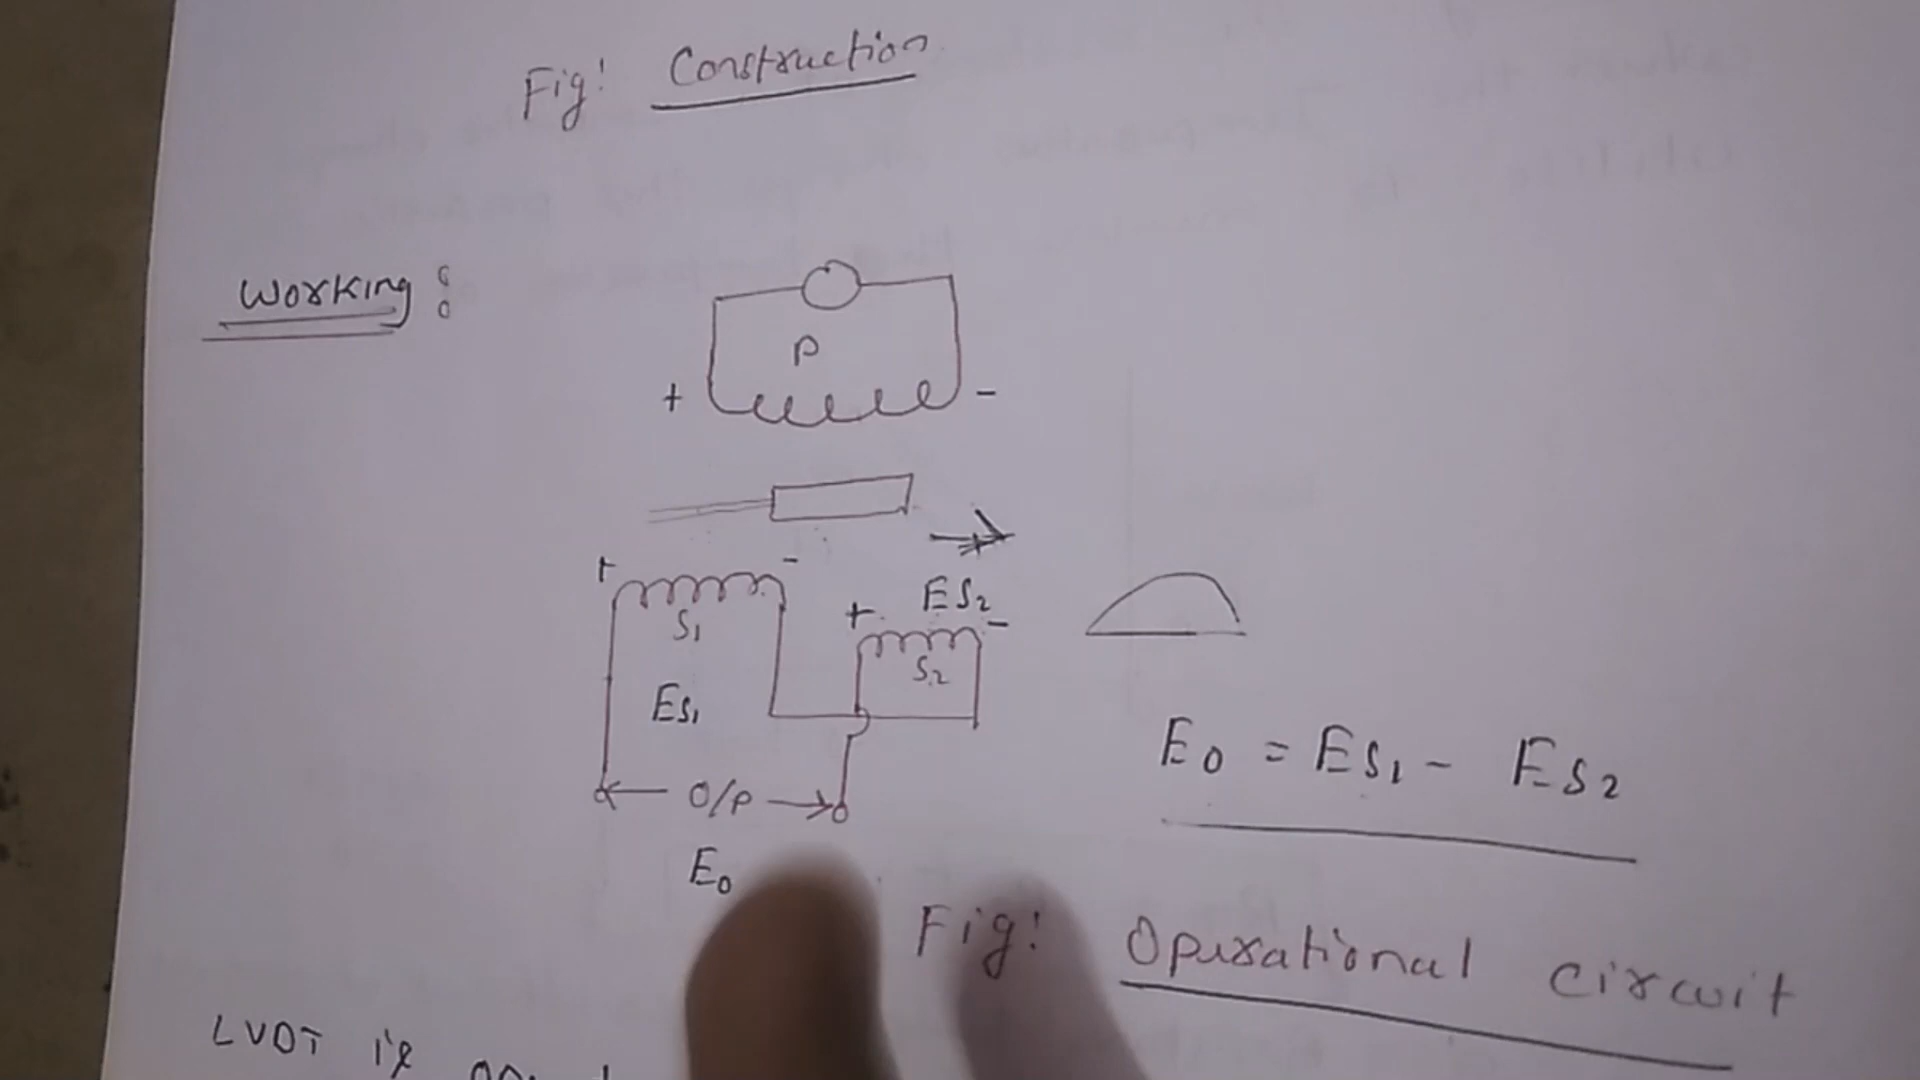 Fig! Construction
Working:
P
+ -
+ -
S1
ES2
+ -
S2
ES1
E0 = ES1 - ES2
O/P
E0
Fig! Operational circuit
LVDT is